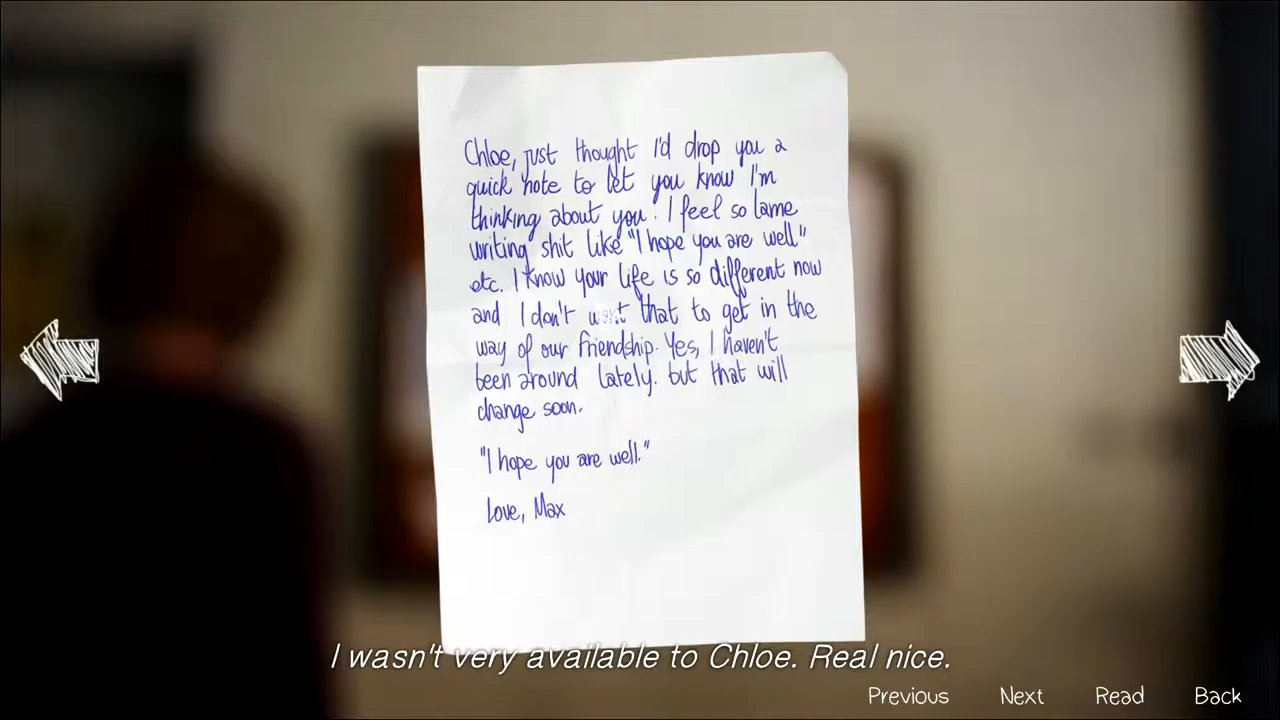 Chloe, just thought I'd drop you a
quick note to let you know I'm
thinking about you. I feel so lame
writing shit like "I hope you are well"
etc. I know your life is so different now
and I don't want that to get in the
way of our friendship. Yes, I haven't
been around lately. but that will
change soon.
"I hope you are well."
Love, Max
I wasn't very available to Chloe. Real nice.
Previous Next Read Back